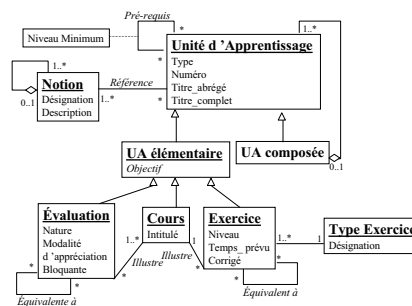 Pré-requis
*
1..*
Niveau Minimum
Unité d 'Apprentissage
Type
Numéro
Titre_abrégé
Titre_complet
*
1..*
Notion
Désignation
Description
Référence
1..*
*
0..1
UA élémentaire
Objectif
UA composée
0..1
Évaluation
Nature
Modalité
d 'appréciation
Bloquante
Cours
Intitulé
Exercice
Niveau
Temps_prévu
Corrigé
Type Exercice
Désignation
1..*
1
1..*
1
Illustre
Illustre
*
*
*
*
*
*
Équivalente à
Équivalent à